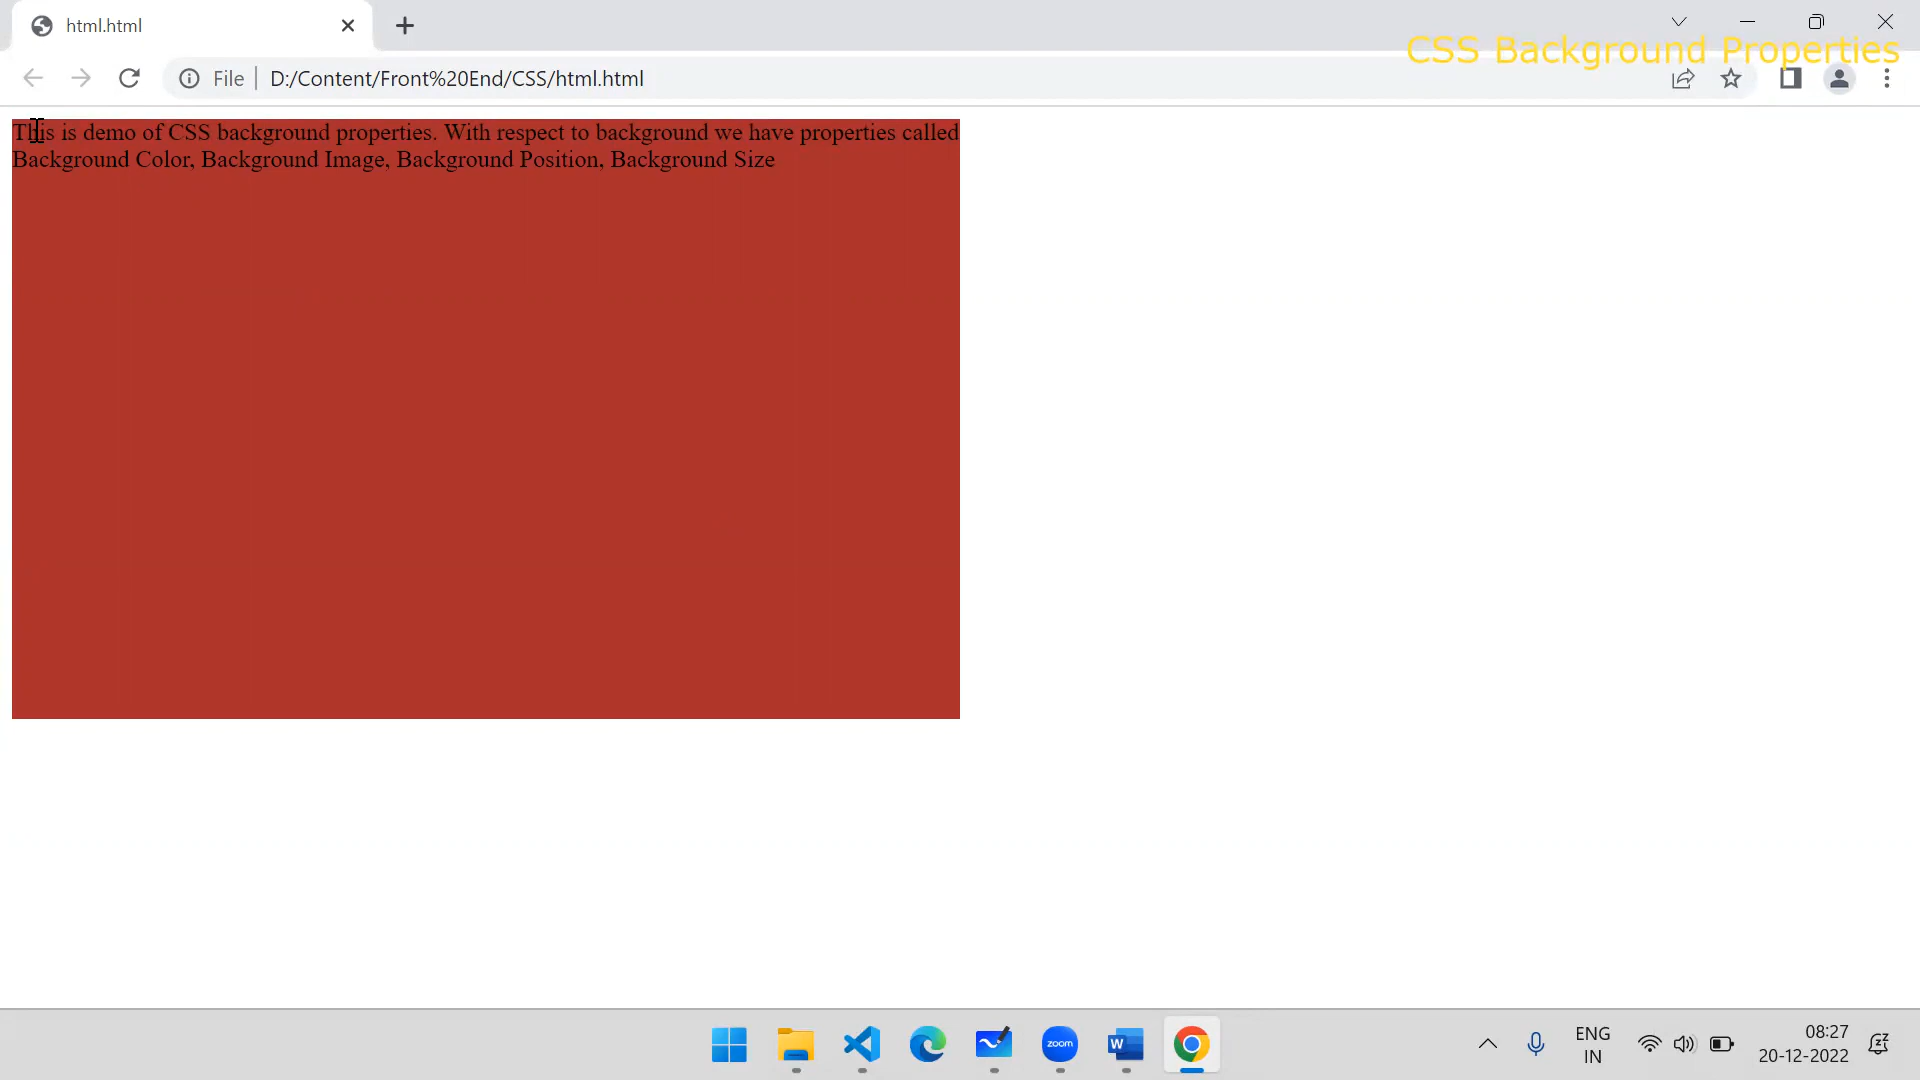 html.html
CSS Background Properties
File
D:/Content/Front%20End/CSS/html.html
This is demo of CSS background properties. With respect to background we have properties called
Background Color, Background Image, Background Position, Background Size
zoom
W
ENG
IN
08:27
20-12-2022